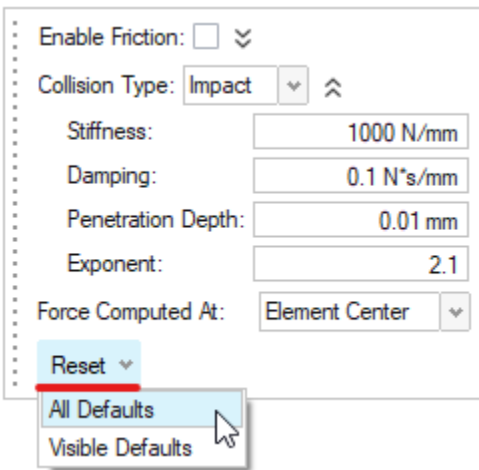 Enable Friction:
Collision Type: Impact
Stiffness: 1000 N/mm
Damping: 0.1 N*s/mm
Penetration Depth: 0.01 mm
Exponent: 2.1
Force Computed At: Element Center
Reset
All Defaults
Visible Defaults